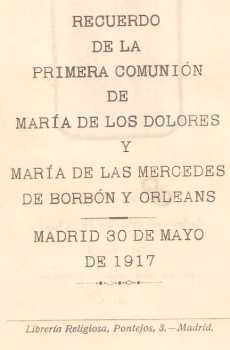 RECUERDO
DE LA
PRIMERA COMUNIÓN
DE
MARÍA DE LOS DOLORES
Y
MARÍA DE LAS MERCEDES
DE BORBÓN Y ORLEANS
MADRID 30 DE MAYO
DE 1917
Librería Religiosa, Pontejos, 3.—Madrid.